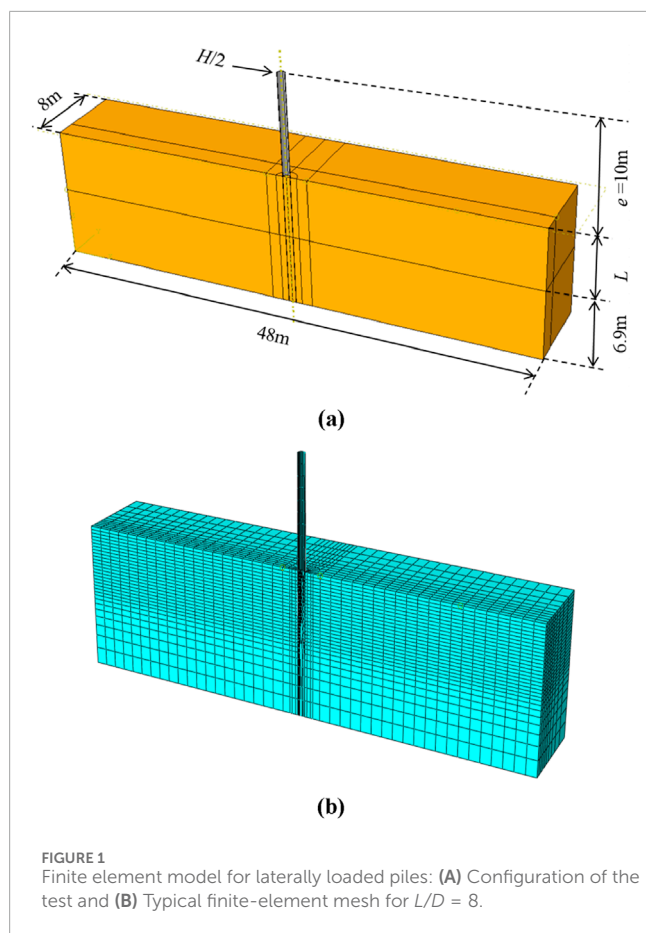 H/2
8m
e =10m
L
6.9m
48m
(a)
(b)
FIGURE 1
Finite element model for laterally loaded piles: (A) Configuration of the
test and (B) Typical finite-element mesh for L/D = 8.